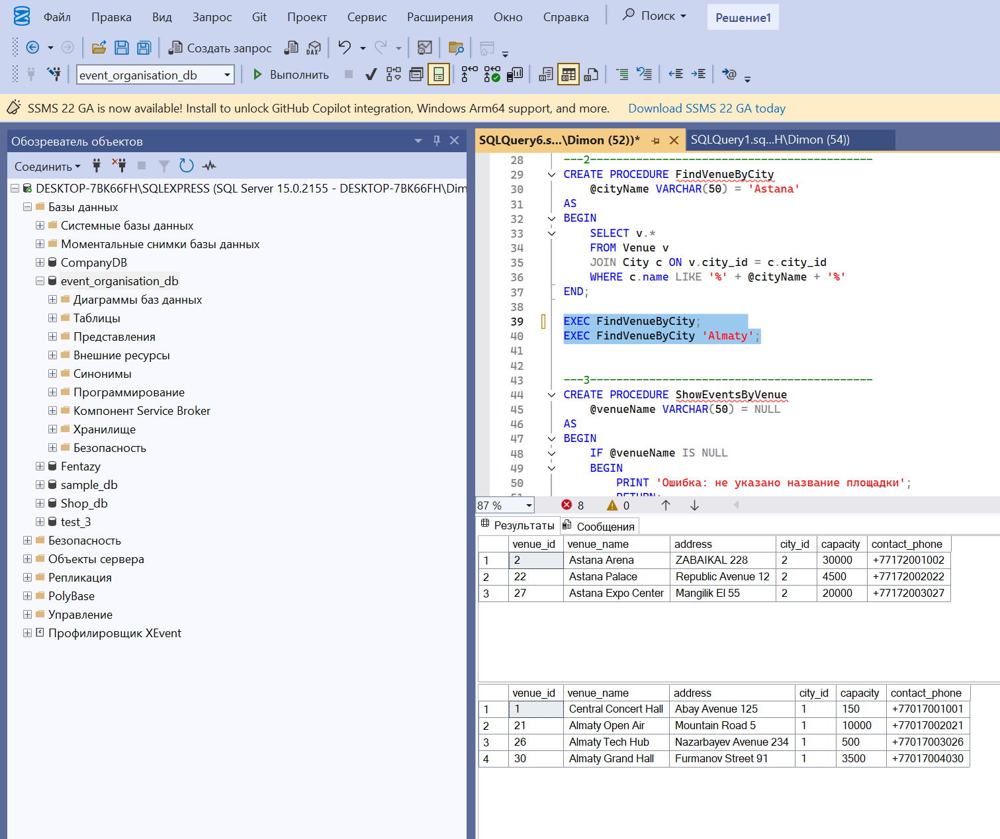 Файл Правка Вид Запрос Git Проект Сервис Расширения Окно Справка Поиск Решение1
Создать запрос DAX
event_organisation_db Выполнить
SSMS 22 GA is now available! Install to unlock GitHub Copilot integration, Windows Arm64 support, and more. Download SSMS 22 GA today
Обозреватель объектов
Соединить
DESKTOP-7BK66FH\SQLEXPRESS (SQL Server 15.0.2155 - DESKTOP-7BK66FH\Dim
Базы данных
Системные базы данных
Моментальные снимки базы данных
CompanyDB
event_organisation_db
Диаграммы баз данных
Таблицы
Представления
Внешние ресурсы
Синонимы
Программирование
Компонент Service Broker
Хранилище
Безопасность
Fentazy
sample_db
Shop_db
test_3
Безопасность
Объекты сервера
Репликация
PolyBase
Управление
Профилировщик XEvent
SQLQuery6.s...\Dimon (52))* SQLQuery1.sq...H\Dimon (54))
28 ---2-------------------------------------------
29 CREATE PROCEDURE FindVenueByCity
30 @cityName VARCHAR(50) = 'Astana'
31 AS
32 BEGIN
33 SELECT v.*
34 FROM Venue v
35 JOIN City c ON v.city_id = c.city_id
36 WHERE c.name LIKE '%' + @cityName + '%'
37 END;
38
39 EXEC FindVenueByCity;
40 EXEC FindVenueByCity 'Almaty';
41
42
43 ---3-------------------------------------------
44 CREATE PROCEDURE ShowEventsByVenue
45 @venueName VARCHAR(50) = NULL
46 AS
47 BEGIN
48 IF @venueName IS NULL
49 BEGIN
50 PRINT 'Ошибка: не указано название площадки';
51 RETURN;
87 % 8 0
Результаты Сообщения
venue_id venue_name address city_id capacity contact_phone
1 2 Astana Arena ZABAIKAL 228 2 30000 +77172001002
2 22 Astana Palace Republic Avenue 12 2 4500 +77172002022
3 27 Astana Expo Center Mangilik El 55 2 20000 +77172003027
venue_id venue_name address city_id capacity contact_phone
1 1 Central Concert Hall Abay Avenue 125 1 150 +77017001001
2 21 Almaty Open Air Mountain Road 5 1 10000 +77017002021
3 26 Almaty Tech Hub Nazarbayev Avenue 234 1 500 +77017003026
4 30 Almaty Grand Hall Furmanov Street 91 1 3500 +77017004030